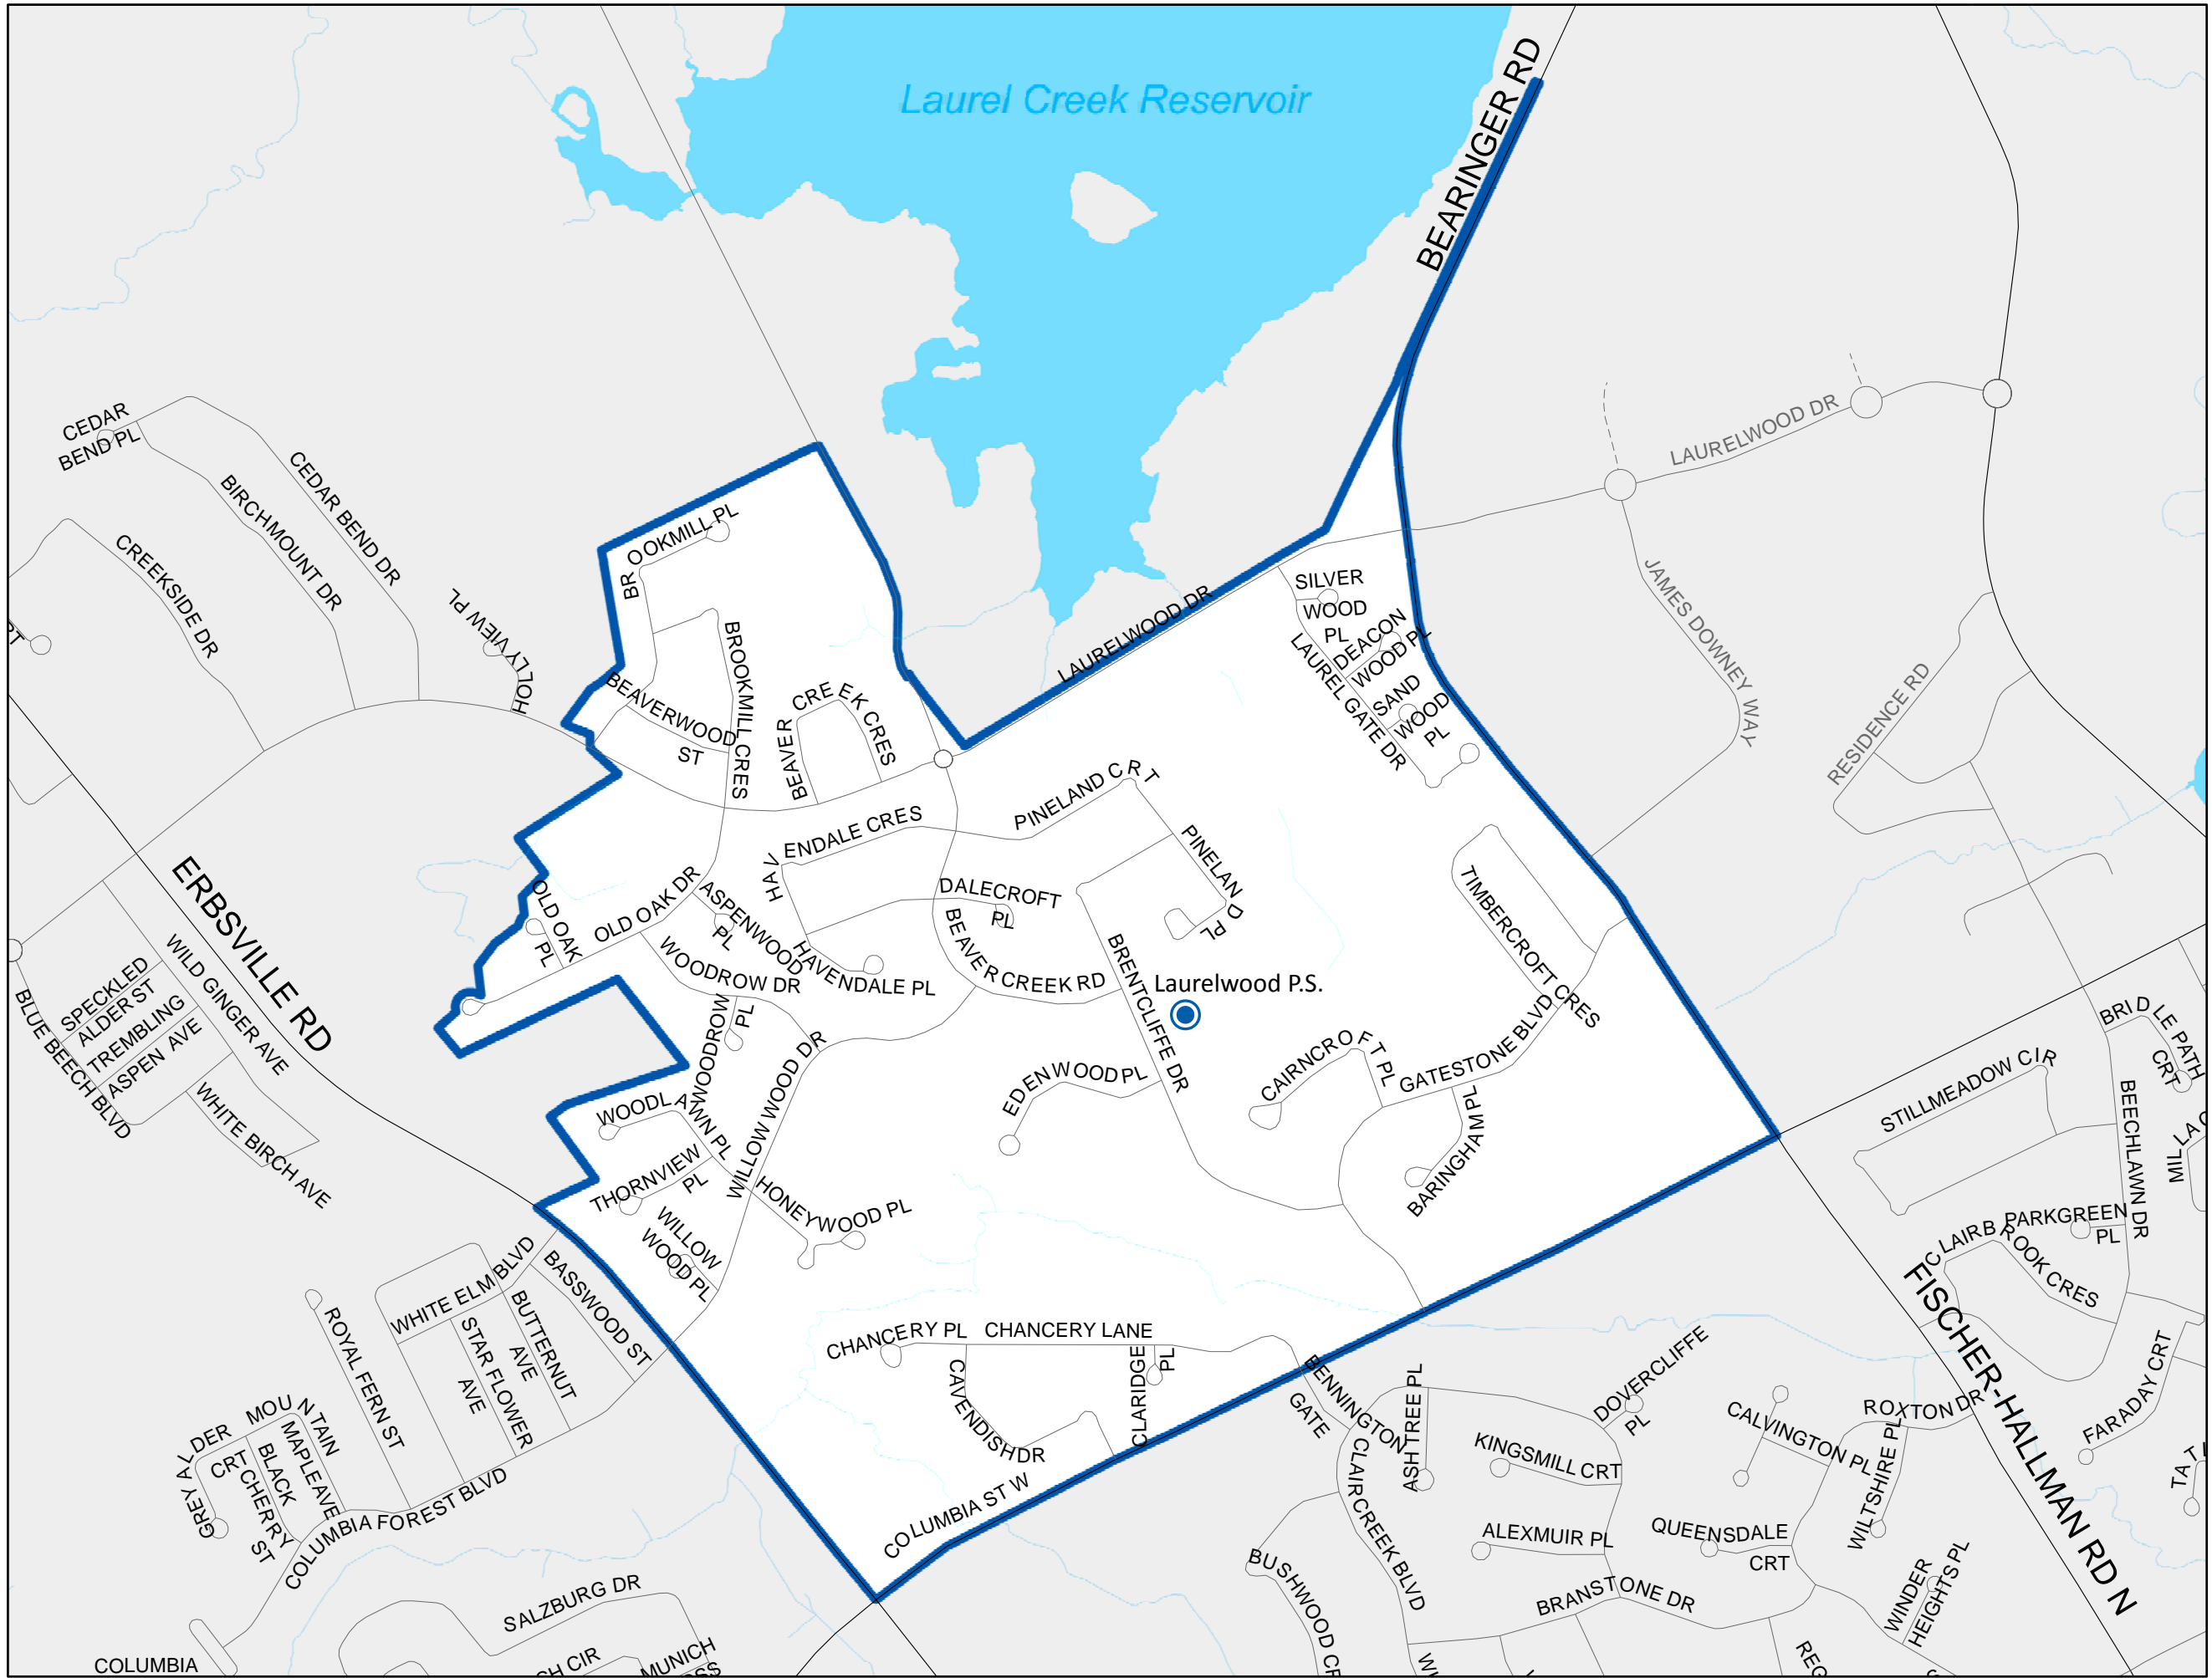 Laurel Creek Reservoir
BEARINGER RD
CEDAR
BEND PL
CEDAR BEND DR
BIRCHMOUNT DR
CREEKSIDE DR
HOLLY VIEW PL
LAURELWOOD DR
JAMES DOWNEY WAY
RESIDENCE RD
BROOKMILL PL
BROOKMILL CRES
BEAVERWOOD
ST
BEAVER CREEK CRES
LAURELWOOD DR
SILVER
WOOD
PL
DEACON
WOOD PL
SAND
WOOD
PL
LAUREL GATE DR
PINELAND CRT
PINELAND PL
HAVENDALE CRES
DALECROFT
PL
OLD OAK DR
OLD OAK
PL
ASPENWOOD
PL
HAVENDALE PL
WOODROW DR
WOODROW
PL
BEAVER CREEK RD
BRENTCLIFFE DR
Laurelwood P.S.
TIMBERCROFT CRES
GATESTONE BLVD
CAIRNCROFT PL
BARINGHAM PL
EDENWOOD PL
WILLOW WOOD DR
WOODLAWN PL
THORNVIEW
PL
HONEYWOOD PL
WILLOW
WOOD PL
ERBSVILLE RD
WILD GINGER AVE
SPECKLED
ALDER ST
TREMBLING
ASPEN AVE
BLUE BEECH BLVD
WHITE BIRCH AVE
WHITE ELM BLVD
BASSWOOD ST
BUTTERNUT
AVE
STAR FLOWER
AVE
ROYAL FERN ST
MOUNTAIN
MAPLE AVE
GREY ALDER
CRT
BLACK
CHERRY
ST
COLUMBIA FOREST BLVD
CHANCERY PL
CHANCERY LANE
CAVENDISH DR
CLARIDGE
PL
COLUMBIA ST W
BENNINGTON
GATE
ASHTREE PL
DOVERCLIFFE
PL
KINGSMILL CRT
CLAIRCREEK BLVD
ALEXMUIR PL
CALVINGTON PL
ROXTON DR
WILTSHIRE PL
QUEENSDALE
CRT
BRANSTONE DR
WINDER
HEIGHTS PL
BUSHWOOD CR
FISCHER-HALLMAN RD N
STILLMEADOW CIR
BRIDLE PATH
CRT
BEECHLAWN DR
PARKGREEN
PL
CLAIRBROOK CRES
FARADAY CRT
SALZBURG DR
MUNICH
CH CIR
COLUMBIA
REG